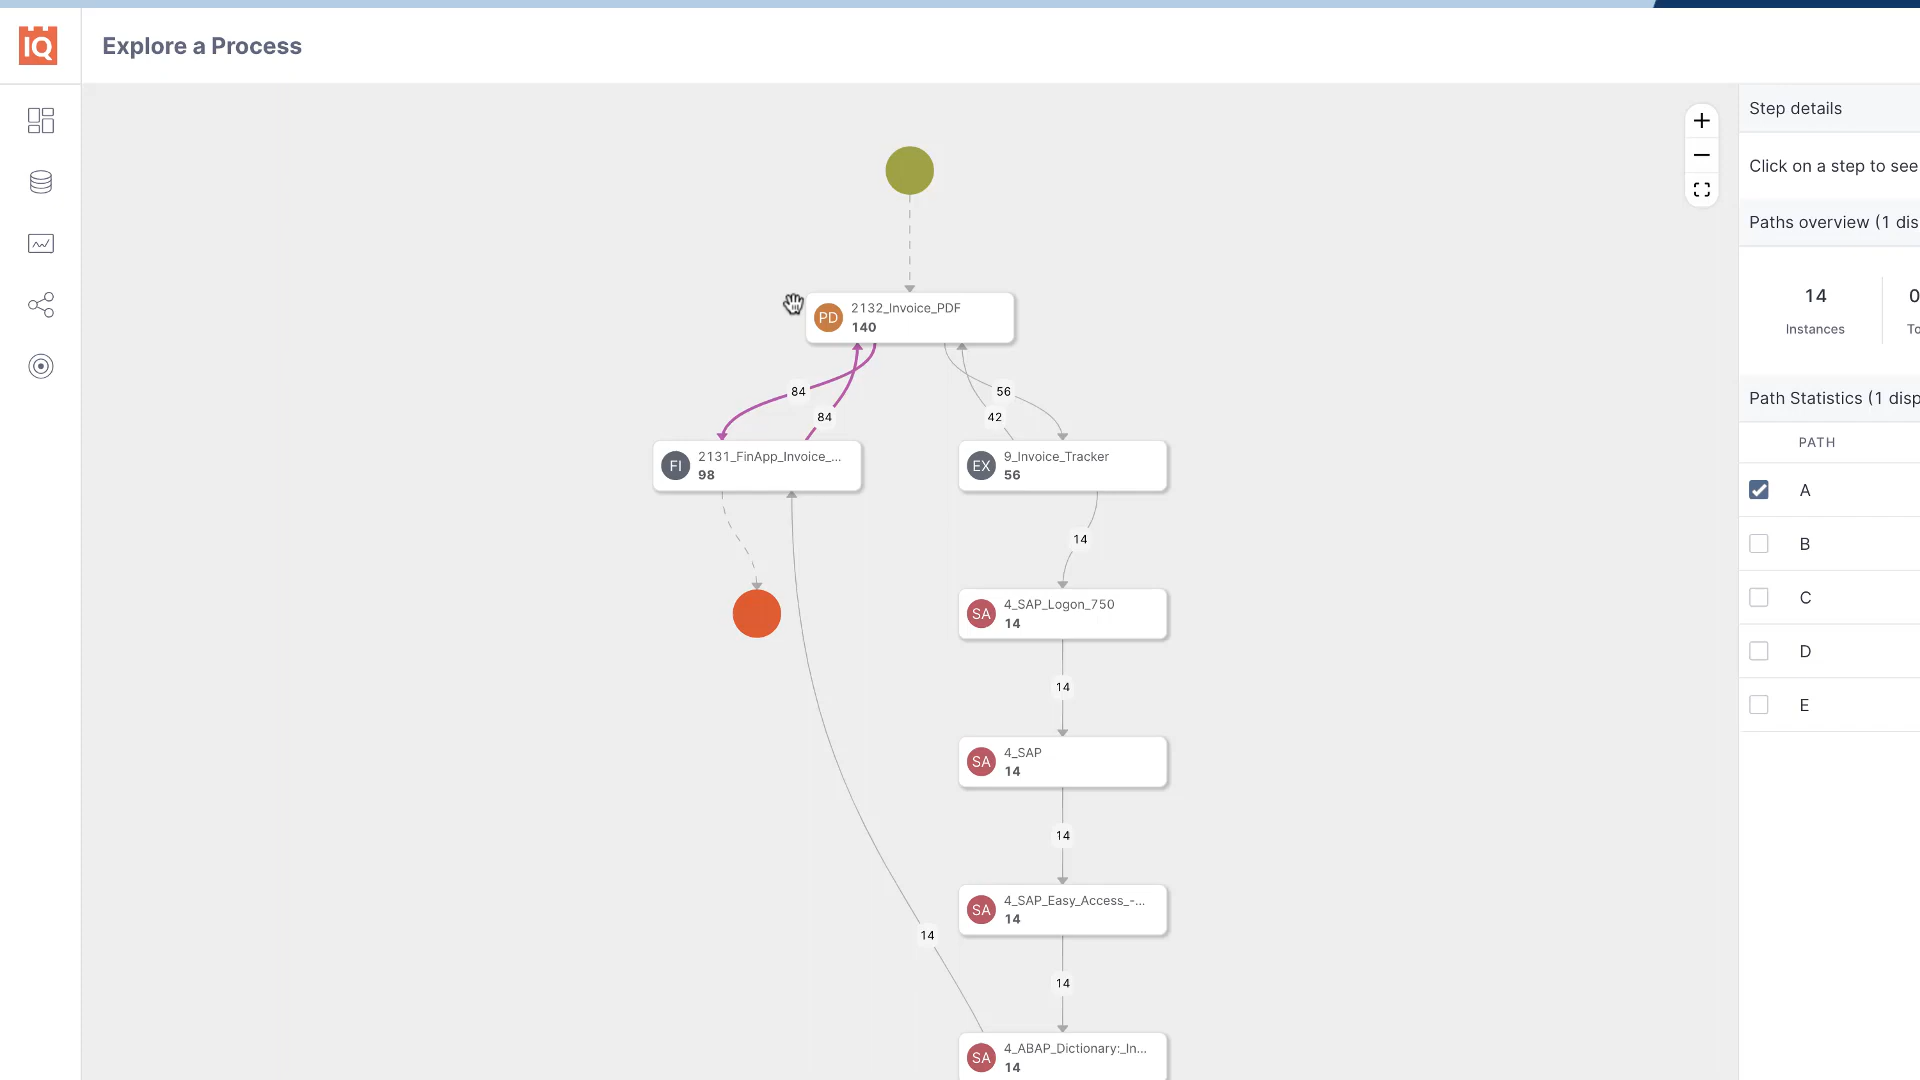 IQ
Explore a Process
Step details
Click on a step to see
Paths overview (1 dis
14
Instances
0
To
Path Statistics (1 disp
PATH
A
B
C
D
E
PD
2132_Invoice_PDF
140
84
84
56
42
FI
2131_FinApp_Invoice_...
98
EX
9_Invoice_Tracker
56
14
SA
4_SAP_Logon_750
14
14
SA
4_SAP
14
14
SA
4_SAP_Easy_Access_-...
14
14
14
SA
4_ABAP_Dictionary:_In...
14